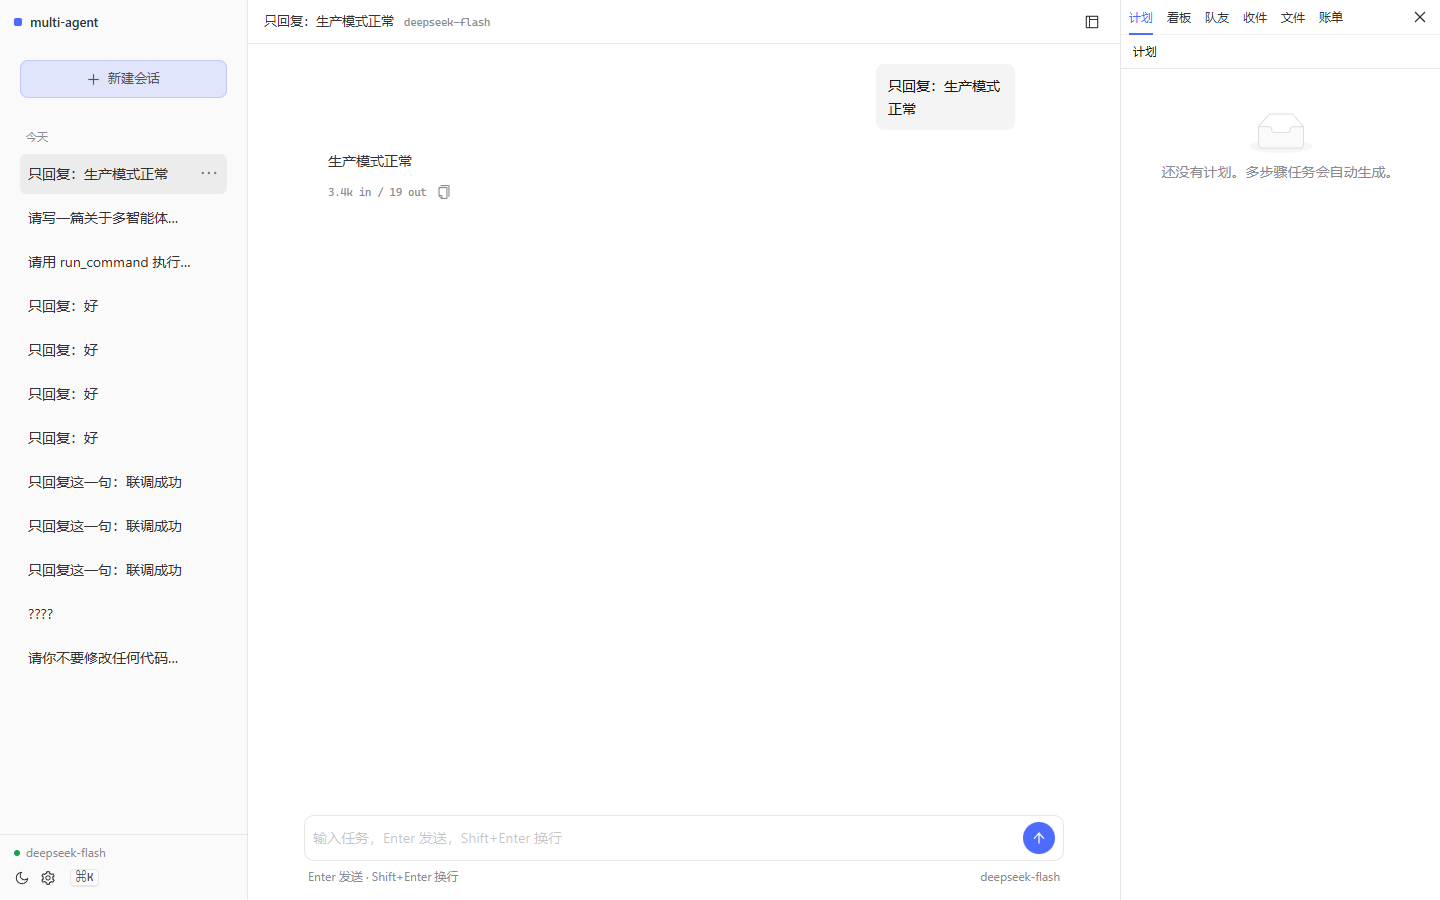 multi-agent
新建会话
今天
只回复：生产模式正常 ···
请写一篇关于多智能体...
请用 run_command 执行...
只回复：好
只回复：好
只回复：好
只回复：好
只回复这一句：联调成功
只回复这一句：联调成功
只回复这一句：联调成功
????
请你不要修改任何代码...
deepseek-flash
⌘K
只回复：生产模式正常 deepseek-flash
只回复：生产模式
正常
生产模式正常
3.4k in / 19 out
输入任务，Enter 发送，Shift+Enter 换行
Enter 发送 · Shift+Enter 换行
deepseek-flash
计划 看板 队友 收件 文件 账单
计划
还没有计划。多步骤任务会自动生成。